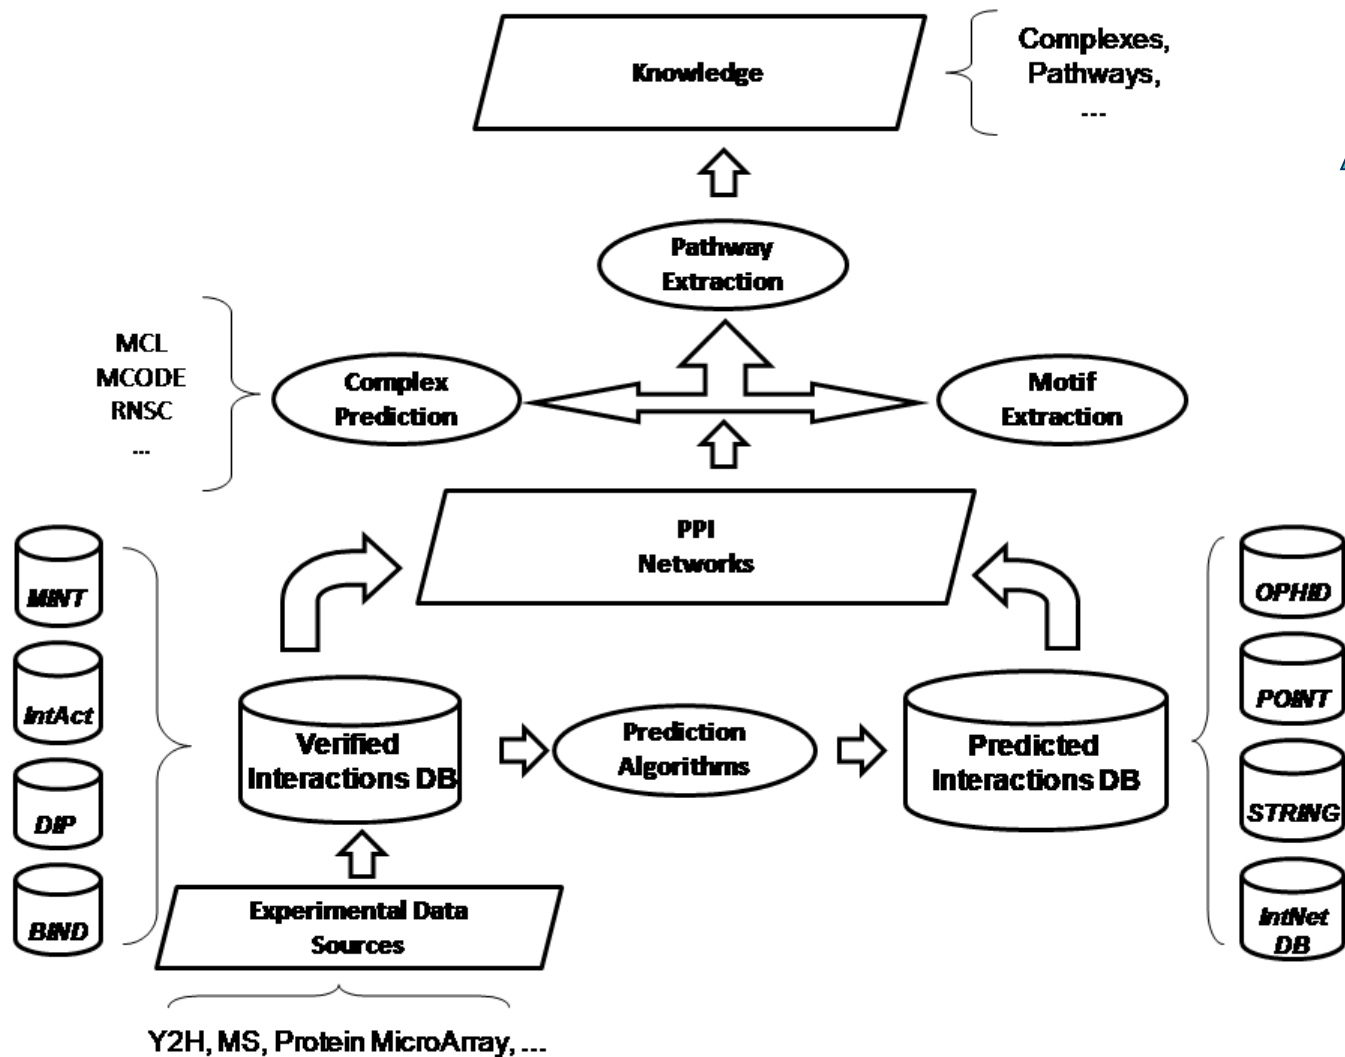 Knowledge
Complexes,
Pathways,
...
Pathway
Extraction
MCL
MCODE
RNSC
...
Complex
Prediction
Motif
Extraction
PPI
Networks
MINT
IntAct
DIP
BIND
Verified
Interactions DB
Prediction
Algorithms
Predicted
Interactions DB
OPHID
POINT
STRING
IntNet
DB
Experimental Data
Sources
Y2H, MS, Protein MicroArray, ...